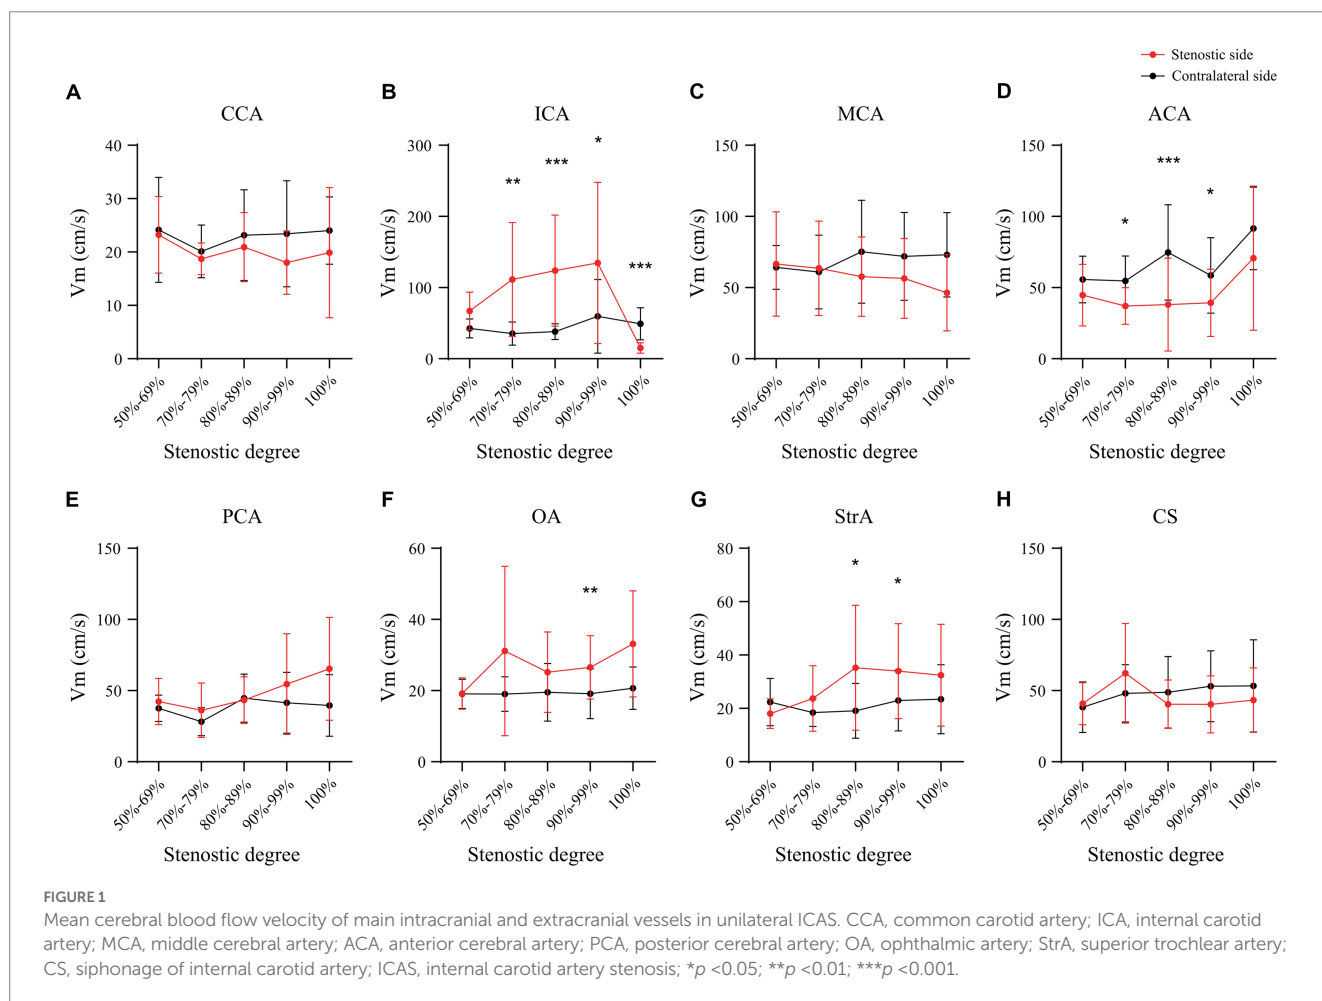 Stenostic side
Contralateral side
A
CCA
Vm (cm/s)
40
30
20
10
0
50%-69%
70%-79%
80%-89%
90%-99%
100%
Stenostic degree
B
ICA
Vm (cm/s)
300
200
100
0
**
***
*
***
50%-69%
70%-79%
80%-89%
90%-99%
100%
Stenostic degree
C
MCA
Vm (cm/s)
150
100
50
0
50%-69%
70%-79%
80%-89%
90%-99%
100%
Stenostic degree
D
ACA
Vm (cm/s)
150
100
50
0
*
***
*
50%-69%
70%-79%
80%-89%
90%-99%
100%
Stenostic degree
E
PCA
Vm (cm/s)
150
100
50
0
50%-69%
70%-79%
80%-89%
90%-99%
100%
Stenostic degree
F
OA
Vm (cm/s)
60
40
20
0
**
50%-69%
70%-79%
80%-89%
90%-99%
100%
Stenostic degree
G
StrA
Vm (cm/s)
80
60
40
20
0
*
*
50%-69%
70%-79%
80%-89%
90%-99%
100%
Stenostic degree
H
CS
Vm (cm/s)
150
100
50
0
50%-69%
70%-79%
80%-89%
90%-99%
100%
Stenostic degree
FIGURE 1
Mean cerebral blood flow velocity of main intracranial and extracranial vessels in unilateral ICAS. CCA, common carotid artery; ICA, internal carotid
artery; MCA, middle cerebral artery; ACA, anterior cerebral artery; PCA, posterior cerebral artery; OA, ophthalmic artery; StrA, superior trochlear artery;
CS, siphonage of internal carotid artery; ICAS, internal carotid artery stenosis; *p <0.05; **p <0.01; ***p <0.001.